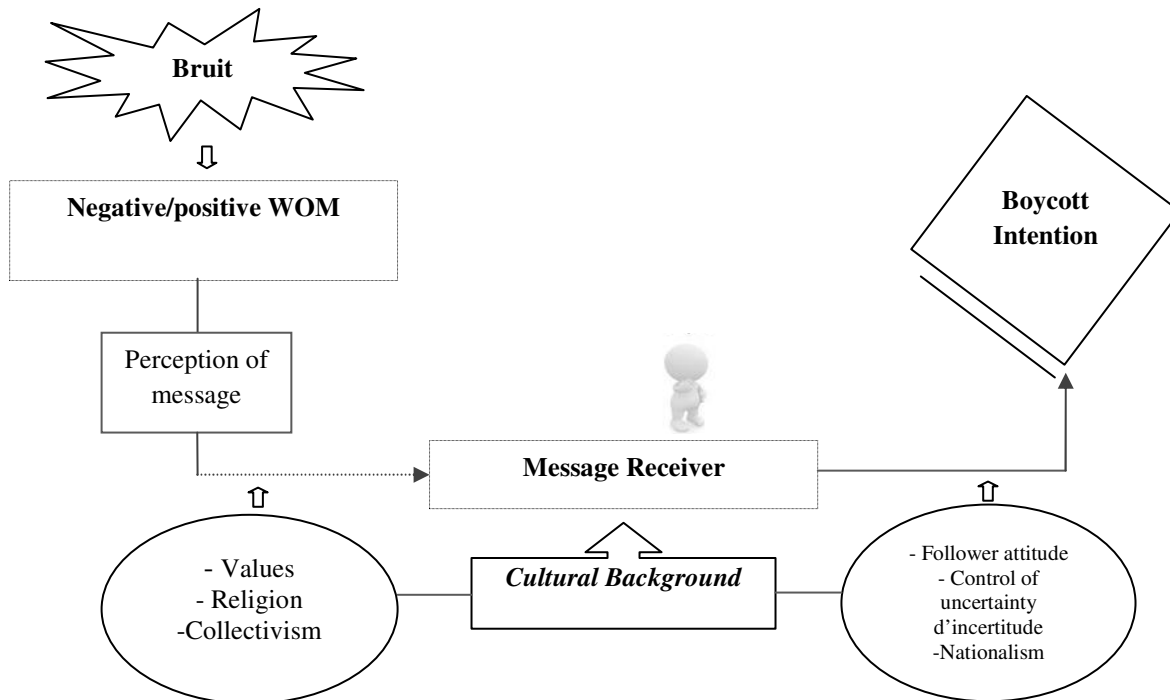 Bruit
Negative/positive WOM
Boycott
Intention
Perception of
message
Message Receiver
- Values
- Religion
-Collectivism
Cultural Background
- Follower attitude
- Control of
uncertainty
d’incertitude
-Nationalism